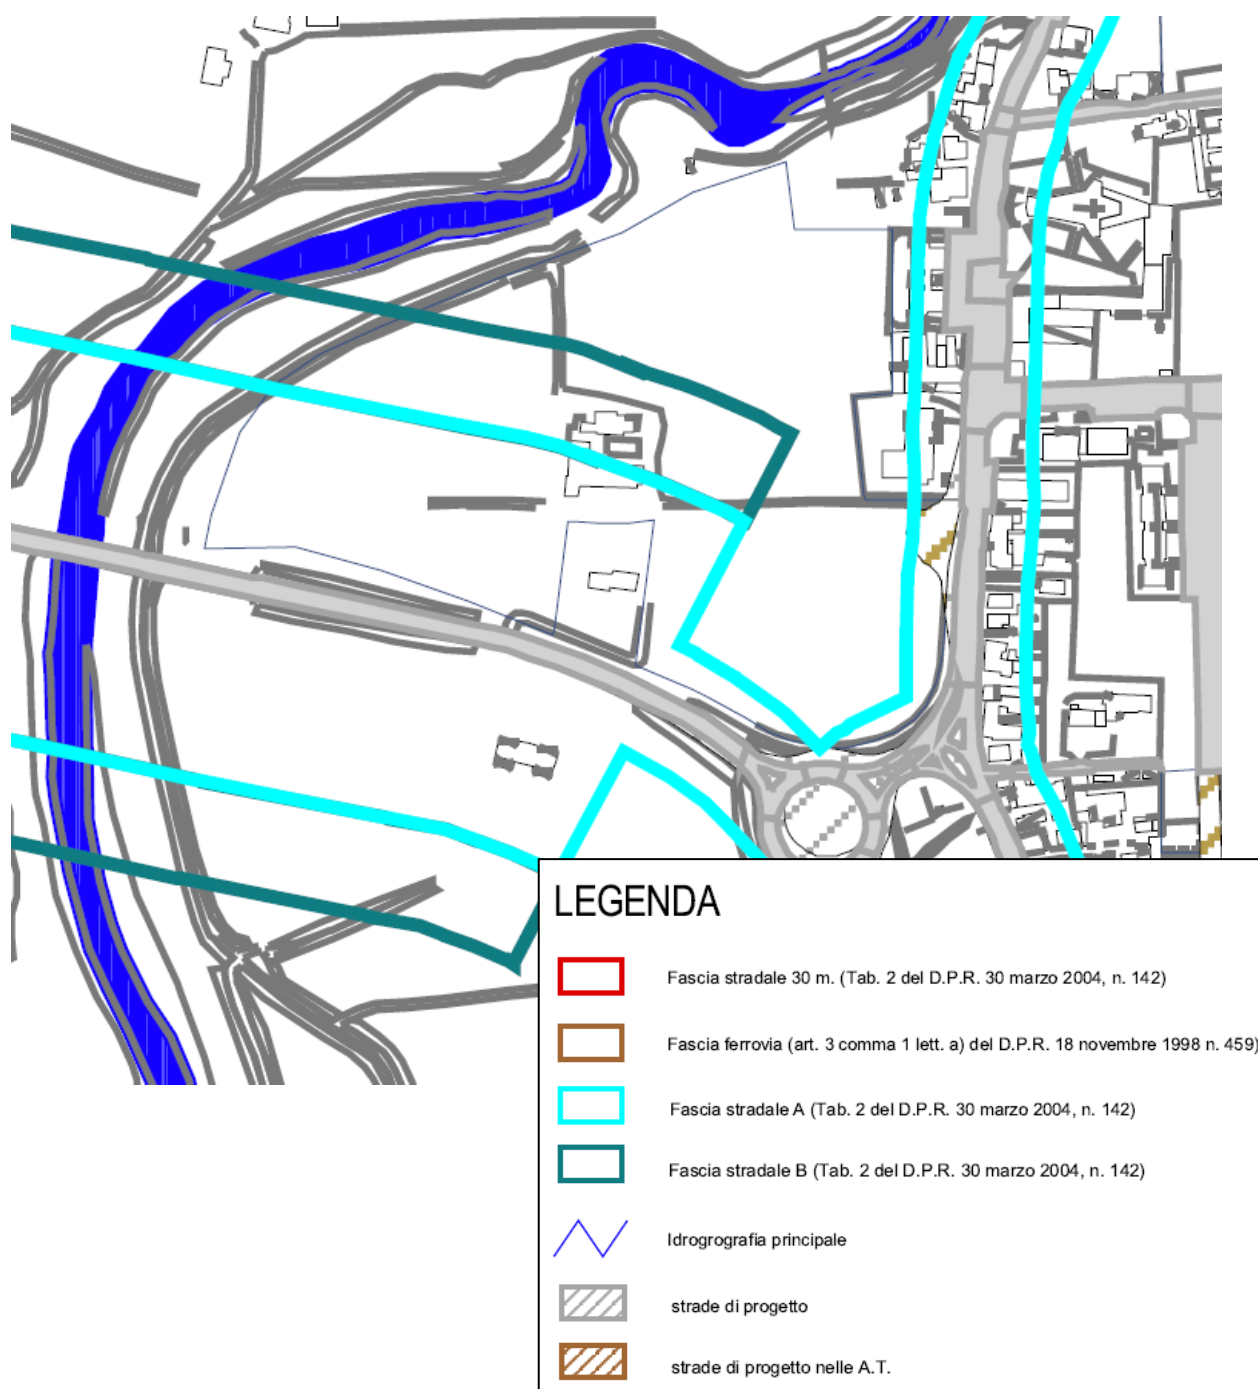 LEGENDA
Fascia stradale 30 m. (Tab. 2 del D.P.R. 30 marzo 2004, n. 142)
Fascia ferrovia (art. 3 comma 1 lett. a) del D.P.R. 18 novembre 1998 n. 459)
Fascia stradale A (Tab. 2 del D.P.R. 30 marzo 2004, n. 142)
Fascia stradale B (Tab. 2 del D.P.R. 30 marzo 2004, n. 142)
Idrogrografia principale
strade di progetto
strade di progetto nelle A.T.